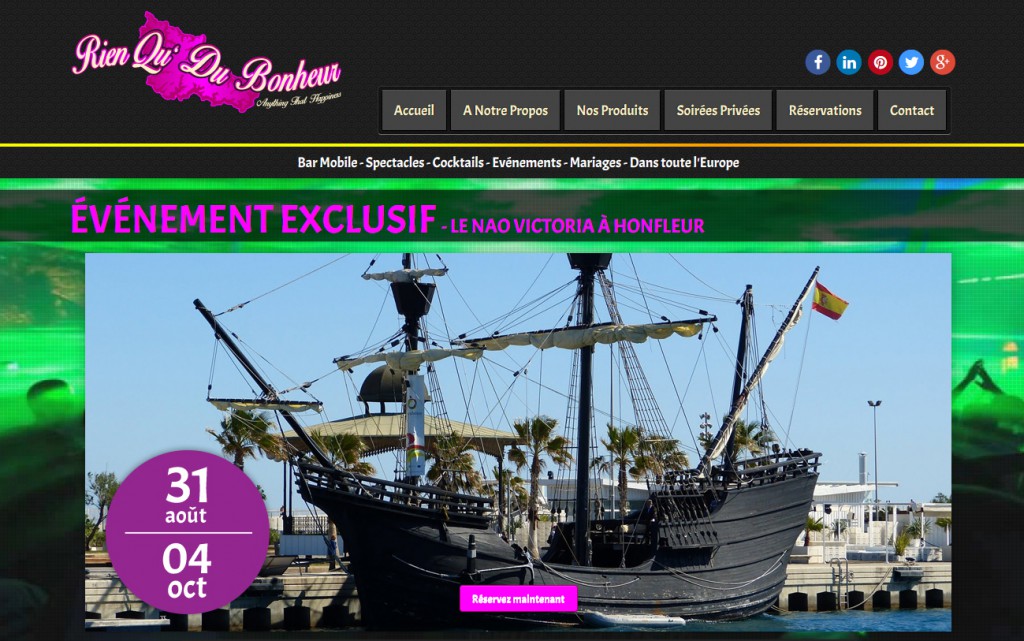 Rien Qu' Du Bonheur
Anything That Happiness
Accueil
A Notre Propos
Nos Produits
Soirées Privées
Réservations
Contact
Bar Mobile - Spectacles - Cocktails - Evénements - Mariages - Dans toute l'Europe
ÉVÉNEMENT EXCLUSIF - LE NAO VICTORIA À HONFLEUR
31
août
04
oct
Réservez maintenant